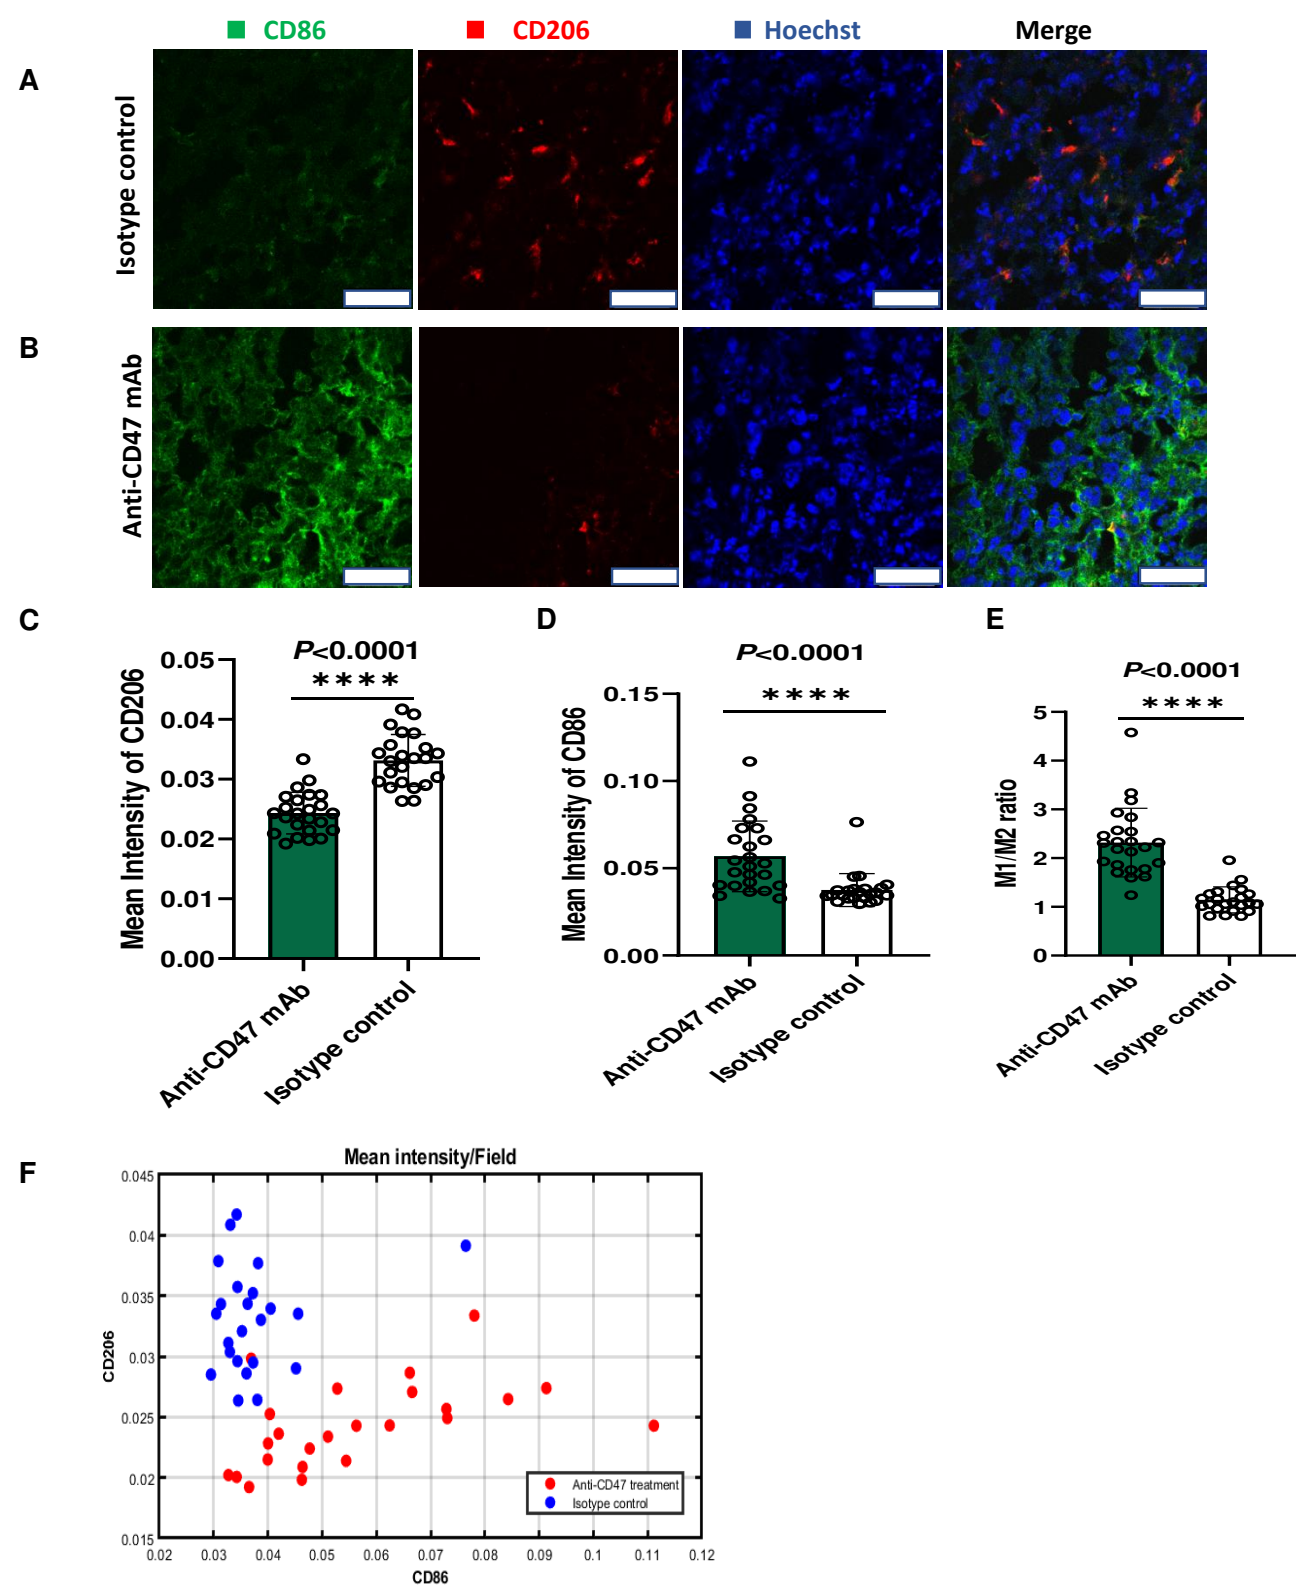 CD86 CD206 Hoechst Merge
A
Isotype control
B
Anti-CD47 mAb
C
P<0.0001
****
Mean Intensity of CD206
0.05
0.04
0.03
0.02
0.01
0.00
Anti-CD47 mAb
Isotype control
D
P<0.0001
****
Mean Intensity of CD86
0.15
0.10
0.05
0.00
Anti-CD47 mAb
Isotype control
E
P<0.0001
****
M1/M2 ratio
5
4
3
2
1
0
Anti-CD47 mAb
Isotype control
F
Mean intensity/Field
CD206
0.045
0.04
0.035
0.03
0.025
0.02
0.015
Anti-CD47 treatment
Isotype control
0.02 0.03 0.04 0.05 0.06 0.07 0.08 0.09 0.1 0.11 0.12
CD86